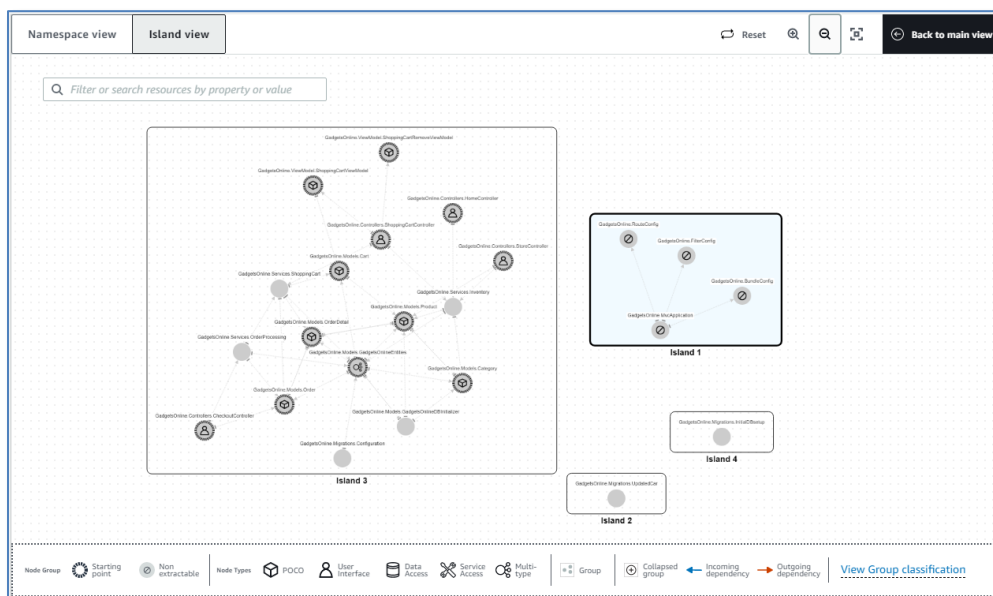 Namespace view
Island view
Reset
Back to main view
Filter or search resources by property or value
GadgetsOnline.ViewModel.ShoppingCartRemoveViewModel
GadgetsOnline.ViewModel.ShoppingCartViewModel
GadgetsOnline.Controllers.HomeController
GadgetsOnline.Controllers.ShoppingCartController
GadgetsOnline.Controllers.StoreController
GadgetsOnline.Models.Cart
GadgetsOnline.Services.ShoppingCart
GadgetsOnline.Services.Inventory
GadgetsOnline.Models.Product
GadgetsOnline.Models.OrderDetail
GadgetsOnline.Services.OrderProcessing
GadgetsOnline.Models.GadgetsOnlineEntities
GadgetsOnline.Models.Category
GadgetsOnline.Models.Order
GadgetsOnline.Controllers.CheckoutController
GadgetsOnline.Models.GadgetsOnlineDBInitializer
GadgetsOnline.Migrations.Configuration
Island 3
GadgetsOnline.RouteConfig
GadgetsOnline.FilterConfig
GadgetsOnline.BundleConfig
GadgetsOnline.MvcApplication
Island 1
GadgetsOnline.Migrations.InitialDBsetup
Island 4
GadgetsOnline.Migrations.UpdatedCar
Island 2
Node Group
Starting point
Non extractable
Node Types
POCO
User Interface
Data Access
Service Access
Multi-type
Group
Collapsed group
Incoming dependency
Outgoing dependency
View Group classification